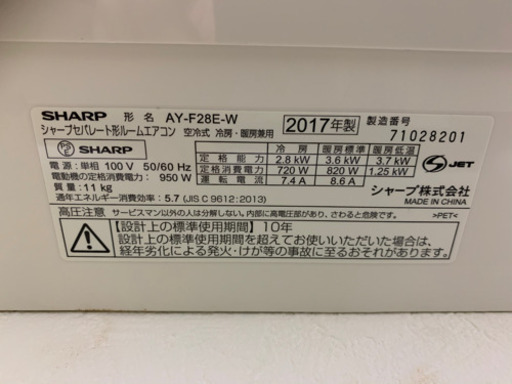 SHARP 形名 AY-F28E-W 2017年製 製造番号
シャープセパレート形ルームエアコン 空冷式 冷房・暖房兼用 71028201
PS E SHARP 冷房 暖房標準 暖房低温
定格能力 2.8 kW 3.6 kW 3.7 kW S JET
電源:単相 100 V 50/60 Hz 定格消費電力 720 W 820 W 1.25 kW
電動機の定格消費電力: 950 W 運転電流 7.4 A 8.6 A
質量:11 kg シャープ株式会社
通年エネルギー消費効率:5.7 (JIS C 9612:2013) MADE IN CHINA
高圧注意 サービスマン以外の人は分解しない。内部に高電圧部があり、さわると危険です。 >PET<
【設計上の標準使用期間】10年
設計上の標準使用期間を超えてお使いいただいた場合は、
経年劣化による発火・けが等の事故に至るおそれがあります。